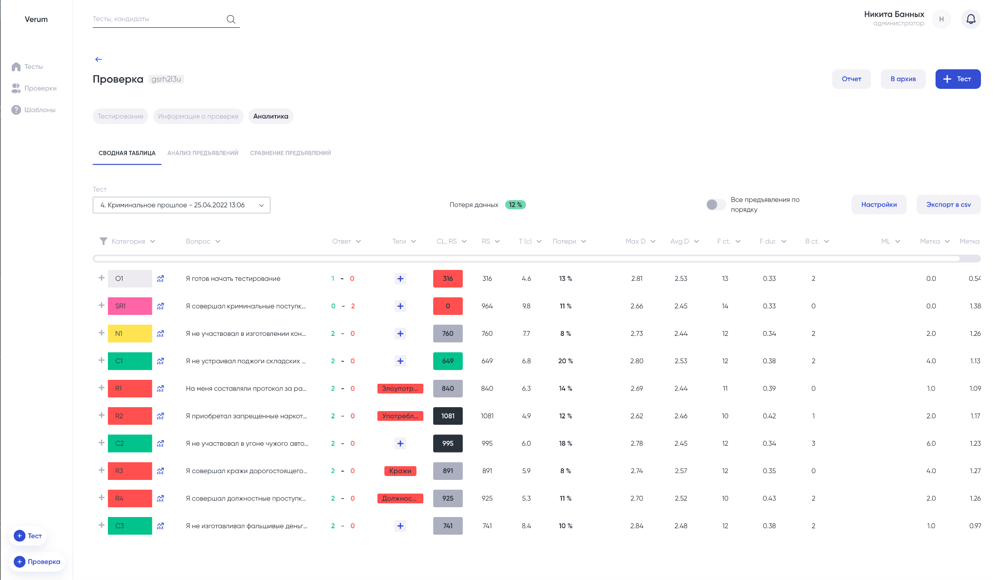 Verum
Тесты, кандидаты
Никита Банных
администратор
Н
Тесты
Проверки
Шаблоны
Проверка gsrh2l3u
Отчет
В архив
+ Тест
Тестирование
Информация о проверке
Аналитика
СВОДНАЯ ТАБЛИЦА
АНАЛИЗ ПРЕДЪЯВЛЕНИЙ
СРАВНЕНИЕ ПРЕДЪЯВЛЕНИЙ
Тест
4. Криминальное прошлое - 25.04.2022 13:06
Потеря данных 12 %
Все предъявления по
порядку
Настройки
Экспорт в csv
Категория Вопрос Ответ Теги CL, RS RS T (c) Потери Max D Avg D F ct. F dur. B ct. ML Метка Метка
+ O1 Я готов начать тестирование 1 - 0 + 316 316 4.6 13 % 2.81 2.53 13 0.33 2 0.0 0.54
+ SR1 Я совершал криминальные поступк... 0 - 2 + 0 964 9.8 11 % 2.66 2.45 14 0.33 0 0.0 1.38
+ N1 Я не участвовал в изготовлении кон... 2 - 0 + 760 760 7.7 8 % 2.73 2.44 12 0.34 2 2.0 1.26
+ C1 Я не устраивал поджоги складских ... 2 - 0 + 649 649 6.8 20 % 2.80 2.53 12 0.38 2 4.0 1.13
+ R1 На меня составляли протокол за ра... 2 - 0 Злоупотр... 840 840 6.3 14 % 2.69 2.44 11 0.39 0 1.0 1.09
+ R2 Я приобретал запрещенные наркот... 2 - 0 Употребл... 1081 1081 4.9 12 % 2.62 2.46 10 0.42 1 2.0 1.17
+ C2 Я не участвовал в угоне чужого авто... 2 - 0 + 995 995 6.0 18 % 2.78 2.45 12 0.34 3 6.0 1.23
+ R3 Я совершал кражи дорогостоящего... 2 - 0 Кражи 891 891 5.9 8 % 2.74 2.57 12 0.35 0 4.0 1.27
+ R4 Я совершал должностные проступк... 2 - 0 Должнос... 925 925 5.3 11 % 2.70 2.52 10 0.43 2 2.0 1.26
+ C3 Я не изготавливал фальшивые деньг... 2 - 0 + 741 741 8.4 10 % 2.84 2.48 12 0.38 2 1.0 0.97
+ Тест
+ Проверка